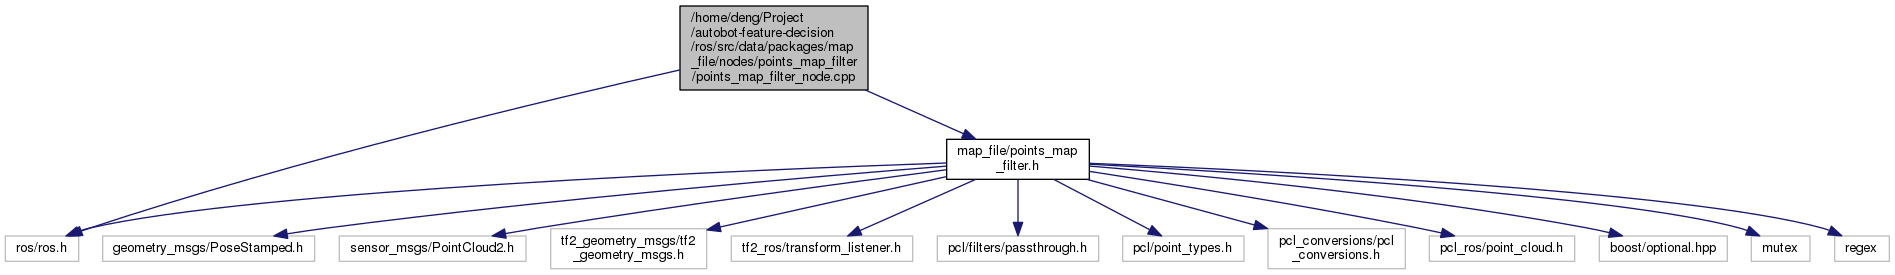 /home/deng/Project
/autobot-feature-decision
/ros/src/data/packages/map
_file/nodes/points_map_filter
/points_map_filter_node.cpp
map_file/points_map
_filter.h
ros/ros.h
geometry_msgs/PoseStamped.h
sensor_msgs/PointCloud2.h
tf2_geometry_msgs/tf2
_geometry_msgs.h
tf2_ros/transform_listener.h
pcl/filters/passthrough.h
pcl/point_types.h
pcl_conversions/pcl
_conversions.h
pcl_ros/point_cloud.h
boost/optional.hpp
mutex
regex